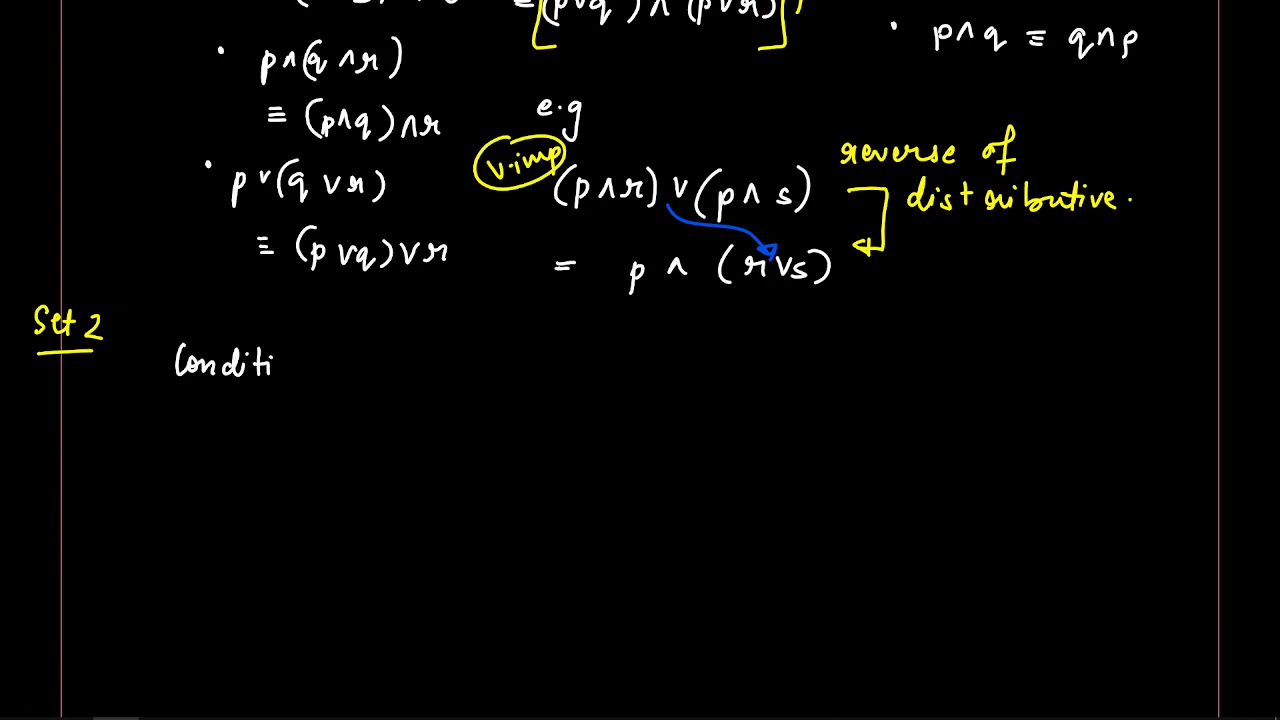 ≡ (p∨q) ∧ (p∨r)
• p∧(q ∧r)
≡ (p∧q)∧r
• p∨(q ∨r)
≡ (p∨q)∨r
• p∧q ≡ q∧p
e.g
v.imp
(p∧r) ∨ (p∧ s)
= p ∧ (r∨s)
reverse of
distributive.
Set 2
Conditi